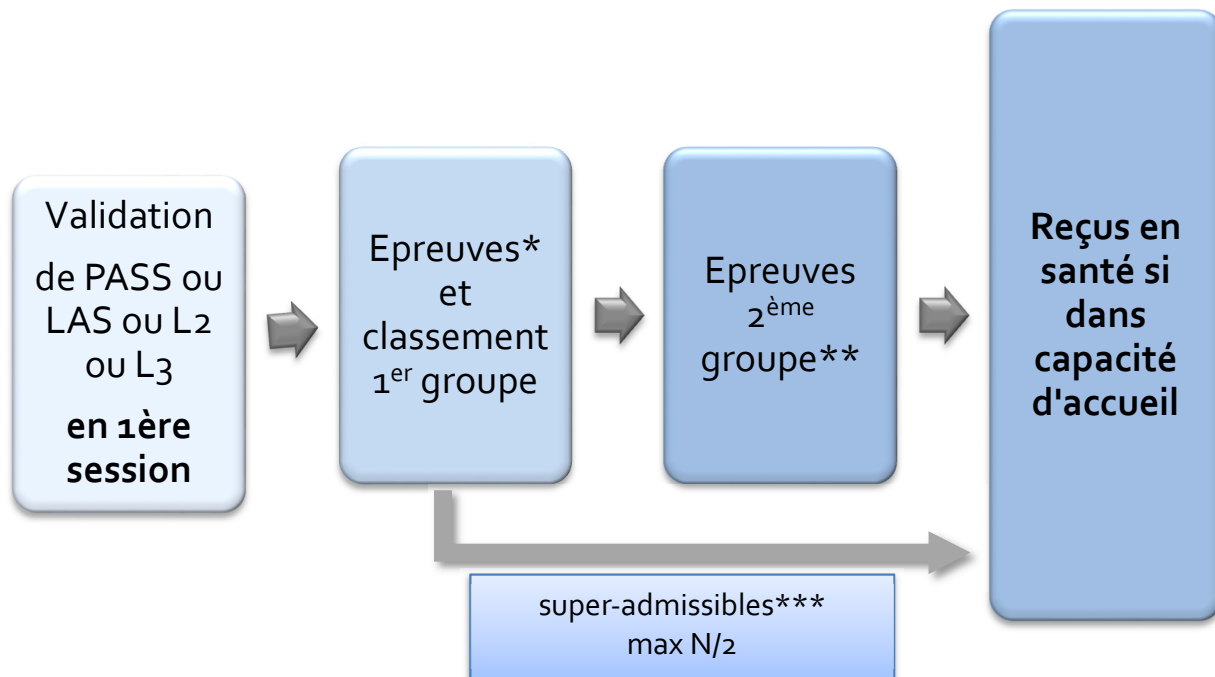 Validation
de PASS ou
LAS ou L2
ou L3
en 1ère
session
Epreuves*
et
classement
1er groupe
Epreuves
2ème
groupe**
Reçus en
santé si
dans
capacité
d'accueil
super-admissibles***
max N/2